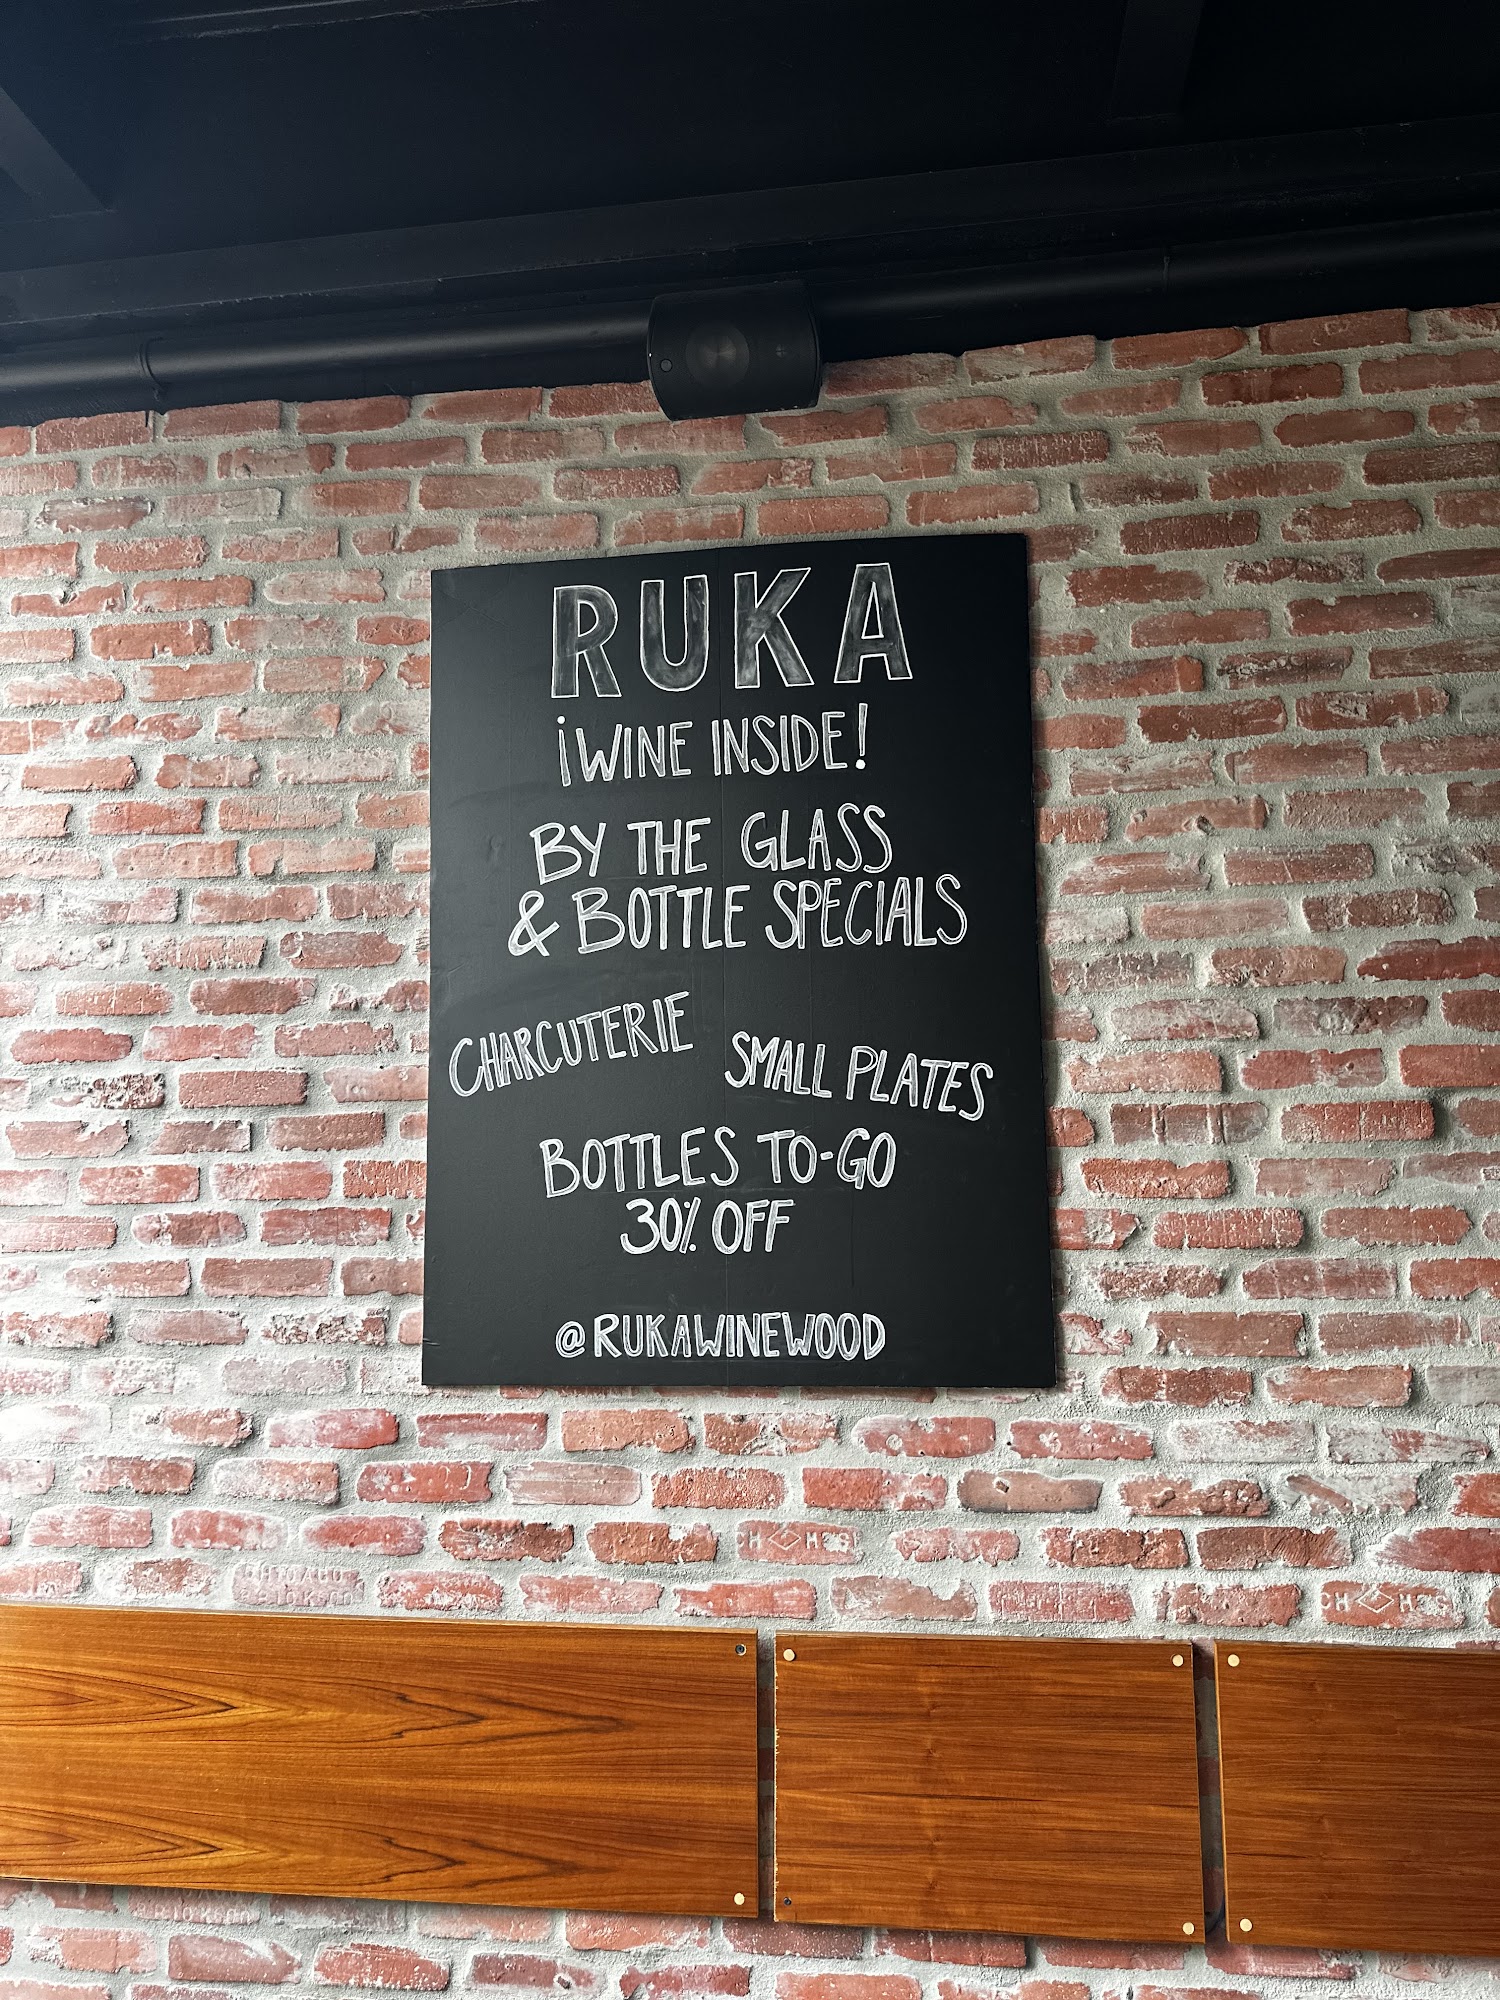 RUKA
¡WINE INSIDE!
BY THE GLASS
& BOTTLE SPECIALS
CHARCUTERIE
SMALL PLATES
BOTTLES TO-GO
30% OFF
@RUKAWINEWOOD